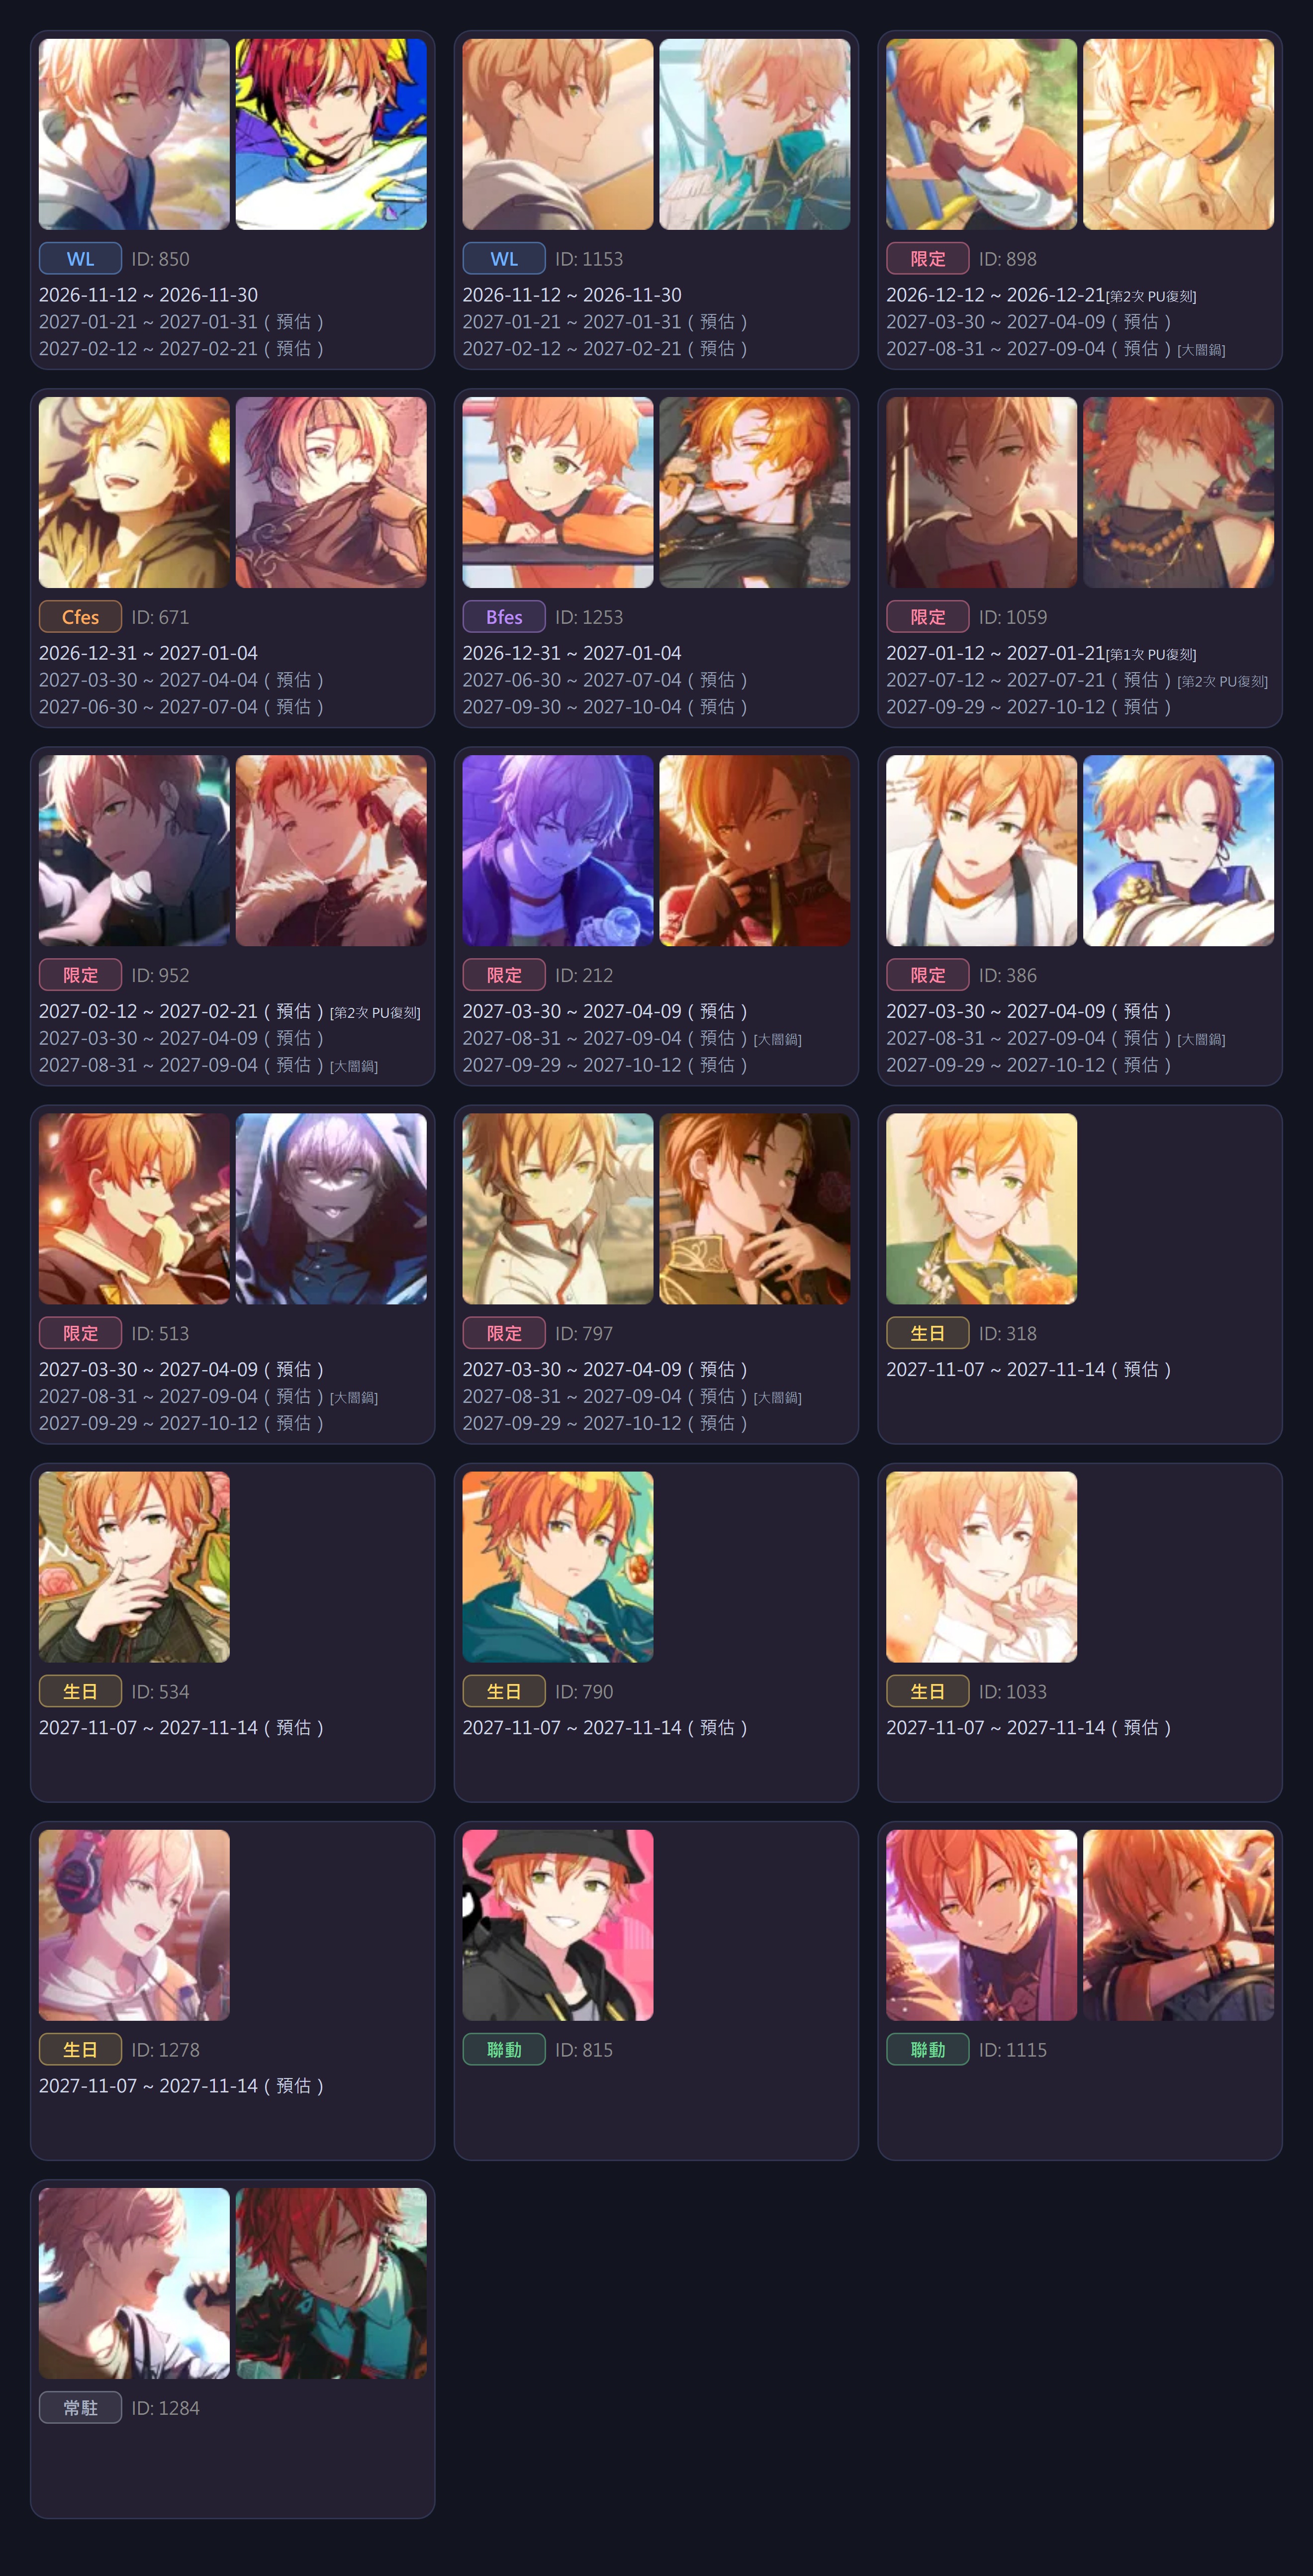 WL ID: 850
2026-11-12 ~ 2026-11-30
2027-01-21 ~ 2027-01-31 ( 預估 )
2027-02-12 ~ 2027-02-21 ( 預估 )
WL ID: 1153
2026-11-12 ~ 2026-11-30
2027-01-21 ~ 2027-01-31 ( 預估 )
2027-02-12 ~ 2027-02-21 ( 預估 )
限定 ID: 898
2026-12-12 ~ 2026-12-21[第2次 PU復刻]
2027-03-30 ~ 2027-04-09 ( 預估 )
2027-08-31 ~ 2027-09-04 ( 預估 ) [大闇鍋]
Cfes ID: 671
2026-12-31 ~ 2027-01-04
2027-03-30 ~ 2027-04-04 ( 預估 )
2027-06-30 ~ 2027-07-04 ( 預估 )
Bfes ID: 1253
2026-12-31 ~ 2027-01-04
2027-06-30 ~ 2027-07-04 ( 預估 )
2027-09-30 ~ 2027-10-04 ( 預估 )
限定 ID: 1059
2027-01-12 ~ 2027-01-21[第1次 PU復刻]
2027-07-12 ~ 2027-07-21 ( 預估 ) [第2次 PU復刻]
2027-09-29 ~ 2027-10-12 ( 預估 )
限定 ID: 952
2027-02-12 ~ 2027-02-21 ( 預估 ) [第2次 PU復刻]
2027-03-30 ~ 2027-04-09 ( 預估 )
2027-08-31 ~ 2027-09-04 ( 預估 ) [大闇鍋]
限定 ID: 212
2027-03-30 ~ 2027-04-09 ( 預估 )
2027-08-31 ~ 2027-09-04 ( 預估 ) [大闇鍋]
2027-09-29 ~ 2027-10-12 ( 預估 )
限定 ID: 386
2027-03-30 ~ 2027-04-09 ( 預估 )
2027-08-31 ~ 2027-09-04 ( 預估 ) [大闇鍋]
2027-09-29 ~ 2027-10-12 ( 預估 )
限定 ID: 513
2027-03-30 ~ 2027-04-09 ( 預估 )
2027-08-31 ~ 2027-09-04 ( 預估 ) [大闇鍋]
2027-09-29 ~ 2027-10-12 ( 預估 )
限定 ID: 797
2027-03-30 ~ 2027-04-09 ( 預估 )
2027-08-31 ~ 2027-09-04 ( 預估 ) [大闇鍋]
2027-09-29 ~ 2027-10-12 ( 預估 )
生日 ID: 318
2027-11-07 ~ 2027-11-14 ( 預估 )
生日 ID: 534
2027-11-07 ~ 2027-11-14 ( 預估 )
生日 ID: 790
2027-11-07 ~ 2027-11-14 ( 預估 )
生日 ID: 1033
2027-11-07 ~ 2027-11-14 ( 預估 )
生日 ID: 1278
2027-11-07 ~ 2027-11-14 ( 預估 )
聯動 ID: 815
聯動 ID: 1115
常駐 ID: 1284